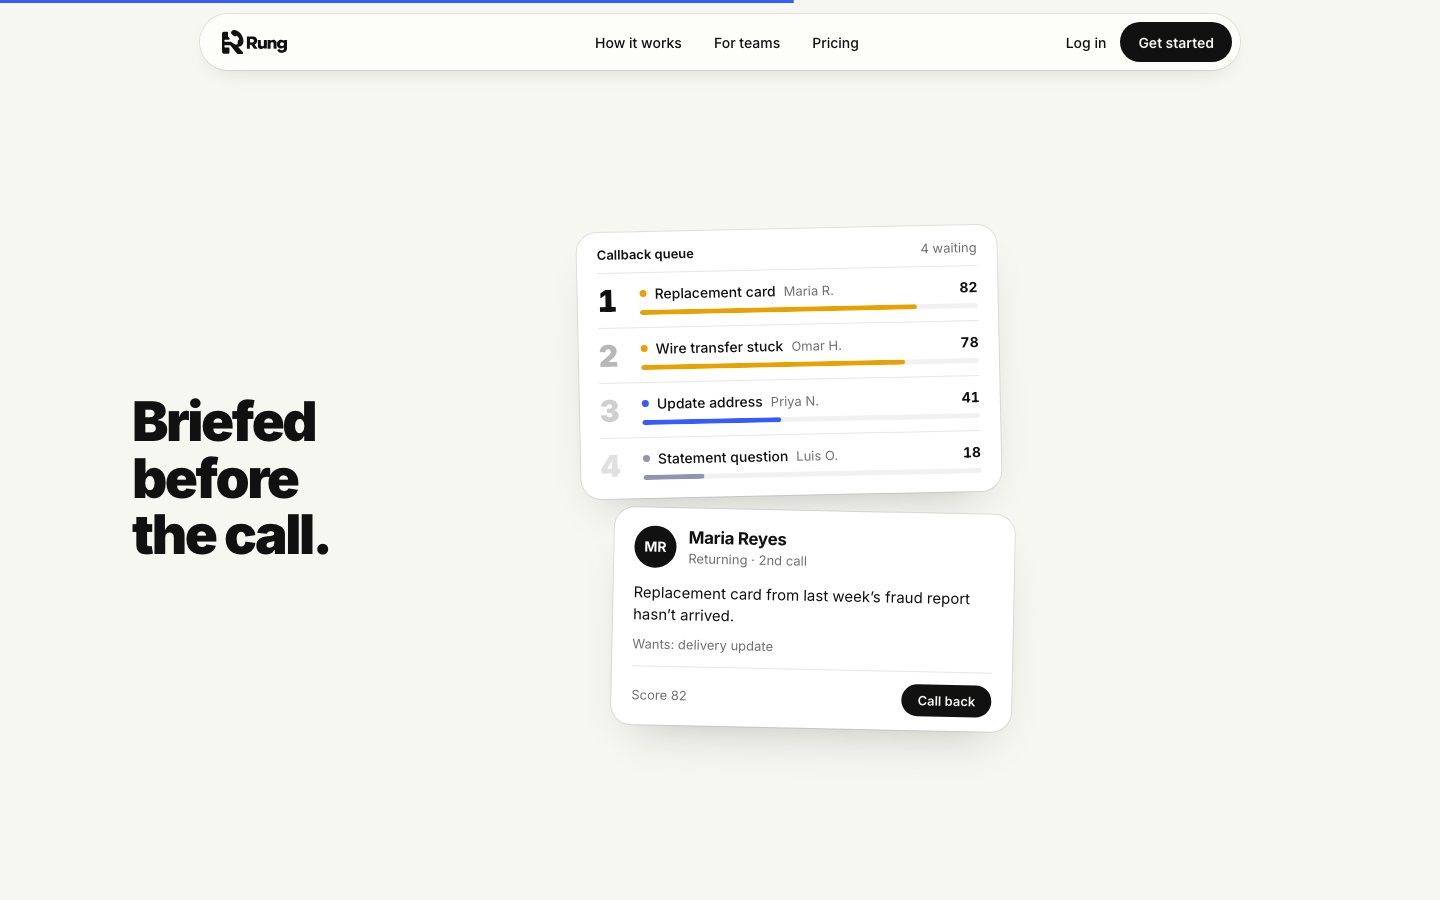 Rung
How it works For teams Pricing
Log in Get started
Briefed
before
the call.
Callback queue 4 waiting
1 Replacement card Maria R. 82
2 Wire transfer stuck Omar H. 78
3 Update address Priya N. 41
4 Statement question Luis O. 18
MR Maria Reyes
Returning · 2nd call
Replacement card from last week’s fraud report
hasn’t arrived.
Wants: delivery update
Score 82 Call back